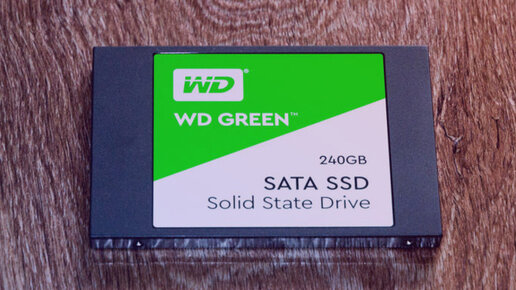 WD®
WD GREEN™
240GB
SATA SSD
Solid State Drive